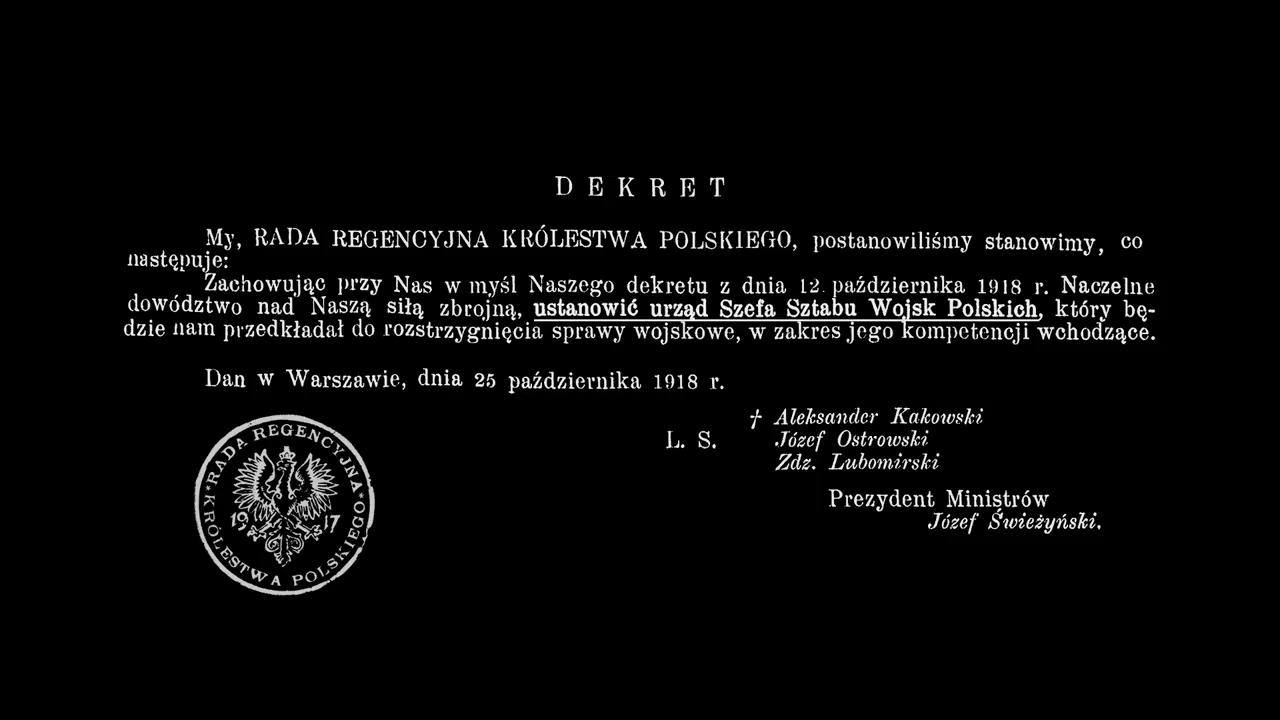 DEKRET
My, RADA REGENCYJNA KRÓLESTWA POLSKIEGO, postanowiliśmy stanowimy, co
następuje:
Zachowując przy Nas w myśl Naszego dekretu z dnia 12. października 1918 r. Naczelne
dowództwo nad Naszą siłą zbrojną, ustanowić urząd Szefa Sztabu Wojsk Polskich, który bę-
dzie nam przedkładał do rozstrzygnięcia sprawy wojskowe, w zakres jego kompetencji wchodzące.
Dan w Warszawie, dnia 25 października 1918 r.
† Aleksander Kakowski
L. S. Józef Ostrowski
Zdz. Lubomirski
Prezydent Ministrów
Józef Świeżyński.
RADA REGENCYJNA
KRÓLESTWA POLSKIEGO
1917